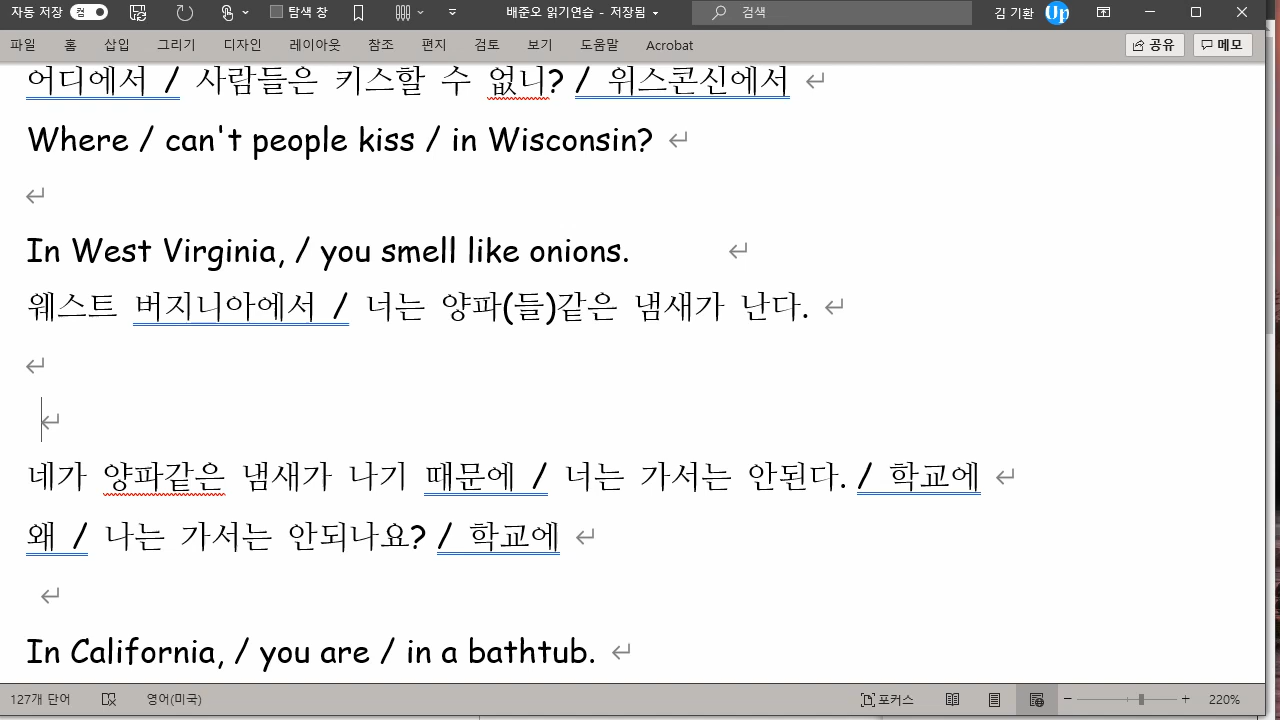 자동 저장 켬 탐색 창 배준오 읽기연습 - 저장됨 검색 김 기환 Up
파일 홈 삽입 그리기 디자인 레이아웃 참조 편지 검토 보기 도움말 Acrobat 공유 메모
어디에서 / 사람들은 키스할 수 없니? / 위스콘신에서
Where / can't people kiss / in Wisconsin?
In West Virginia, / you smell like onions.
웨스트 버지니아에서 / 너는 양파(들)같은 냄새가 난다.
네가 양파같은 냄새가 나기 때문에 / 너는 가서는 안된다. / 학교에
왜 / 나는 가서는 안되나요? / 학교에
In California, / you are / in a bathtub.
127개 단어 영어(미국) 포커스 220%